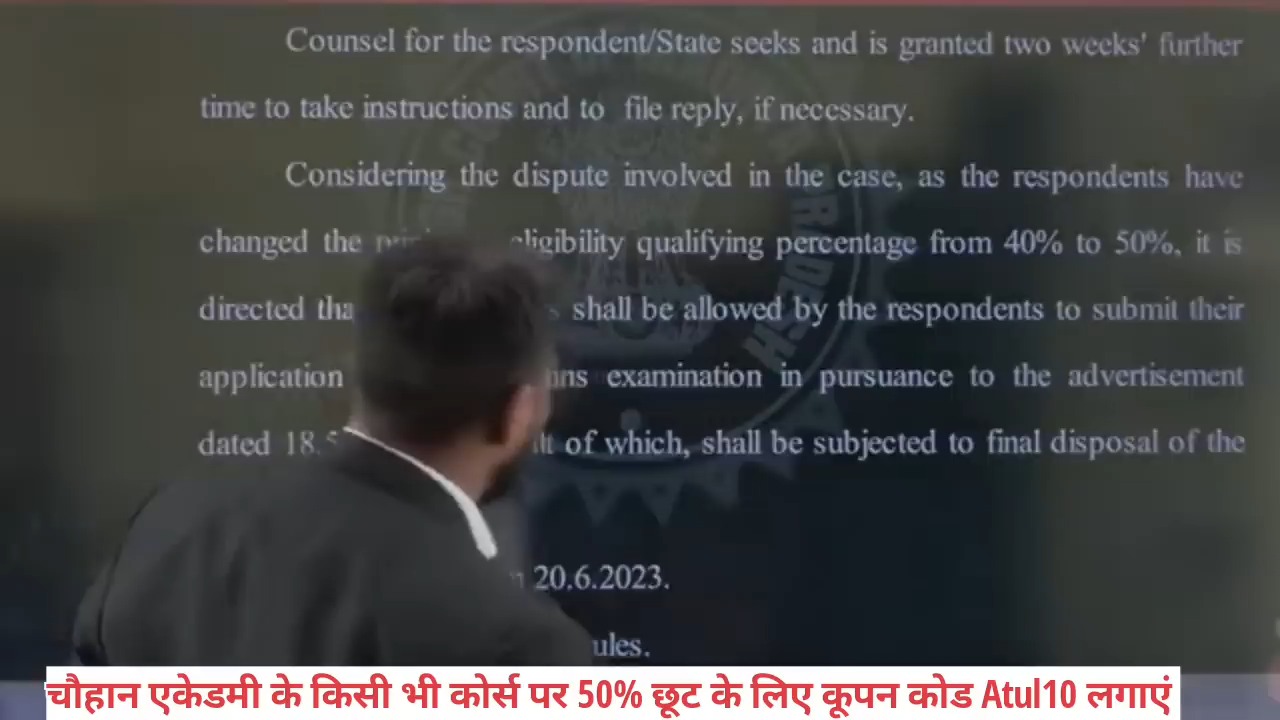 Counsel for the respondent/State seeks and is granted two weeks' further
time to take instructions and to file reply, if necessary.
Considering the dispute involved in the case, as the respondents have
changed the eligibility qualifying percentage from 40% to 50%, it is
directed shall be allowed by the respondents to submit their
application examination in pursuance to the advertisement
dated of which, shall be subjected to final disposal of the
20.6.2023.
चौहान एकेडमी के किसी भी कोर्स पर 50% छूट के लिए कूपन कोड Atul10 लगाएं